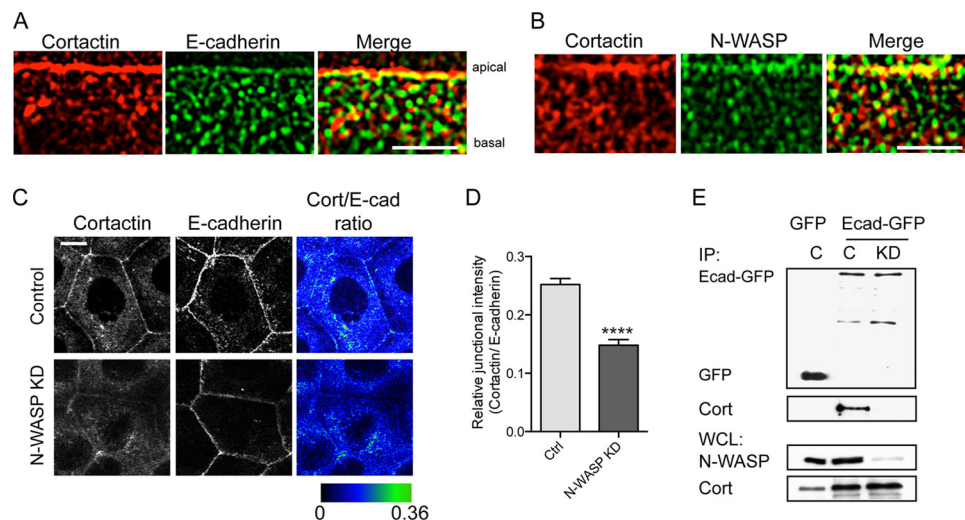 A
Cortactin E-cadherin Merge
apical
basal
B
Cortactin N-WASP Merge
C
Cortactin E-cadherin Cort/E-cad ratio
Control
N-WASP KD
0 0.36
D
Relative junctional intensity
(Cortactin/ E-cadherin)
0.3
0.2
0.1
0.0
****
Ctrl
N-WASP KD
E
GFP Ecad-GFP
IP: C C KD
Ecad-GFP
GFP
Cort
WCL:
N-WASP
Cort